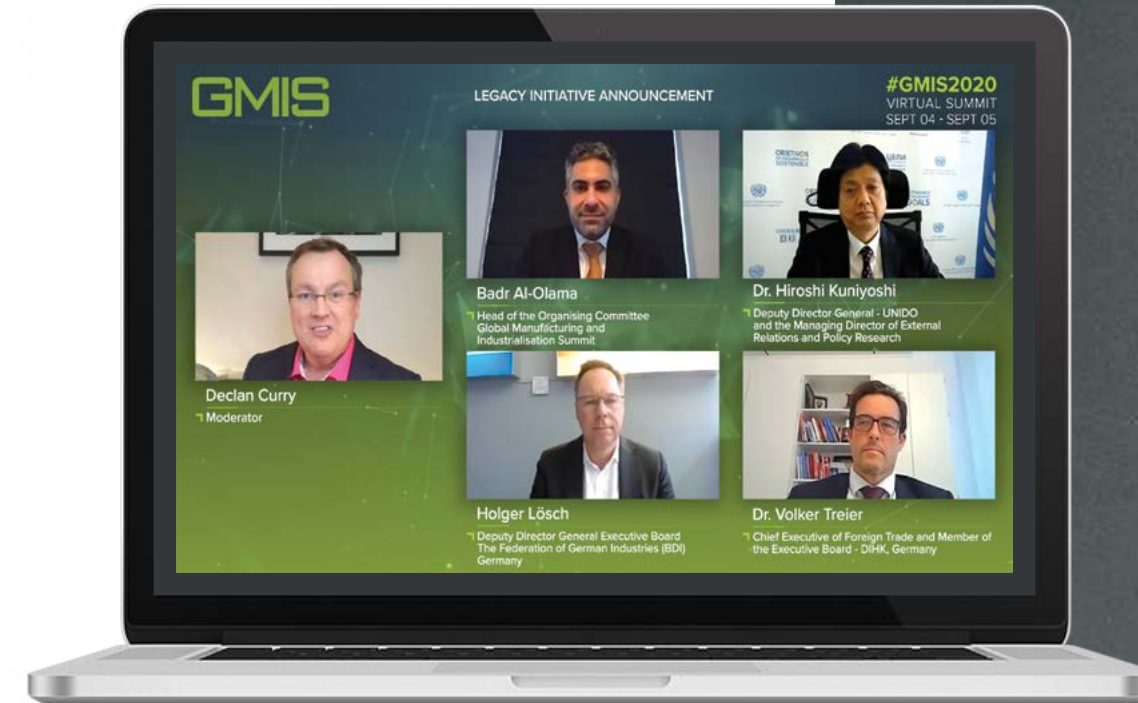 GMIS
LEGACY INITIATIVE ANNOUNCEMENT
#GMIS2020
VIRTUAL SUMMIT
SEPT 04 - SEPT 05
Declan Curry
Moderator
Badr Al-Olama
Head of the Organising Committee
Global Manufacturing and
Industrialisation Summit
Dr. Hiroshi Kuniyoshi
Deputy Director General - UNIDO
and the Managing Director of External
Relations and Policy Research
Holger Lösch
Deputy Director General Executive Board
The Federation of German Industries (BDI)
Germany
Dr. Volker Treier
Chief Executive of Foreign Trade and Member of
the Executive Board - DIHK, Germany
OBJETIVOS
SOSTENIBLE
GOALS